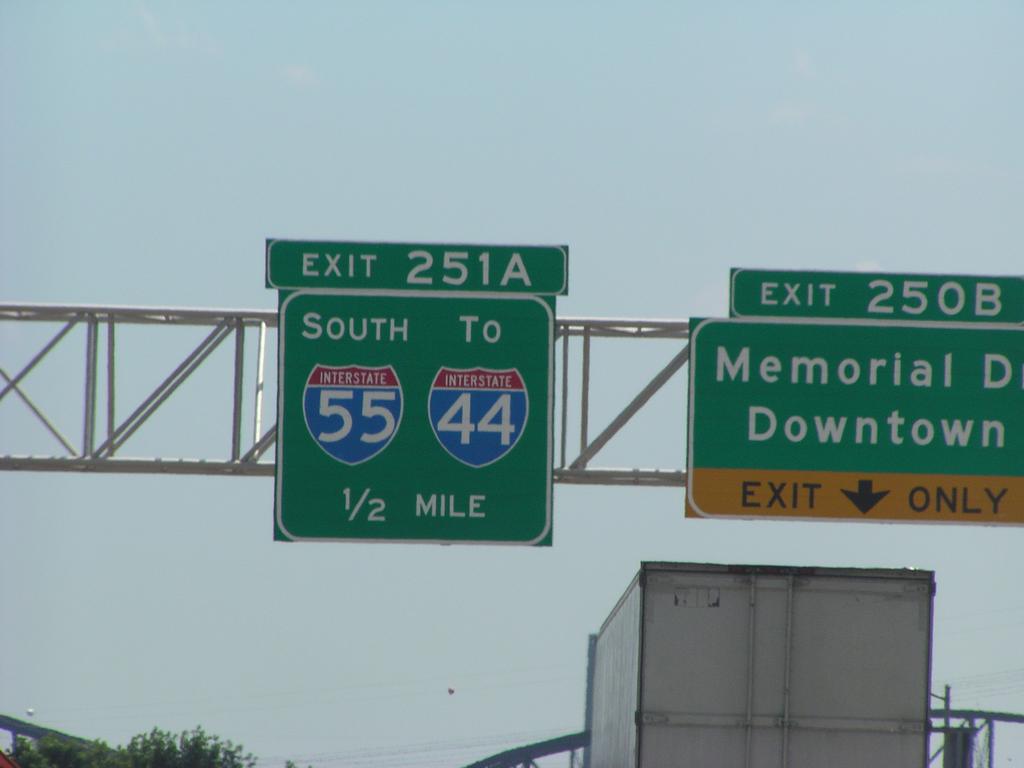 EXIT 251A
SOUTH TO
INTERSTATE INTERSTATE
55 44
1/2 MILE
EXIT 250B
Memorial
Downtown
EXIT ONLY